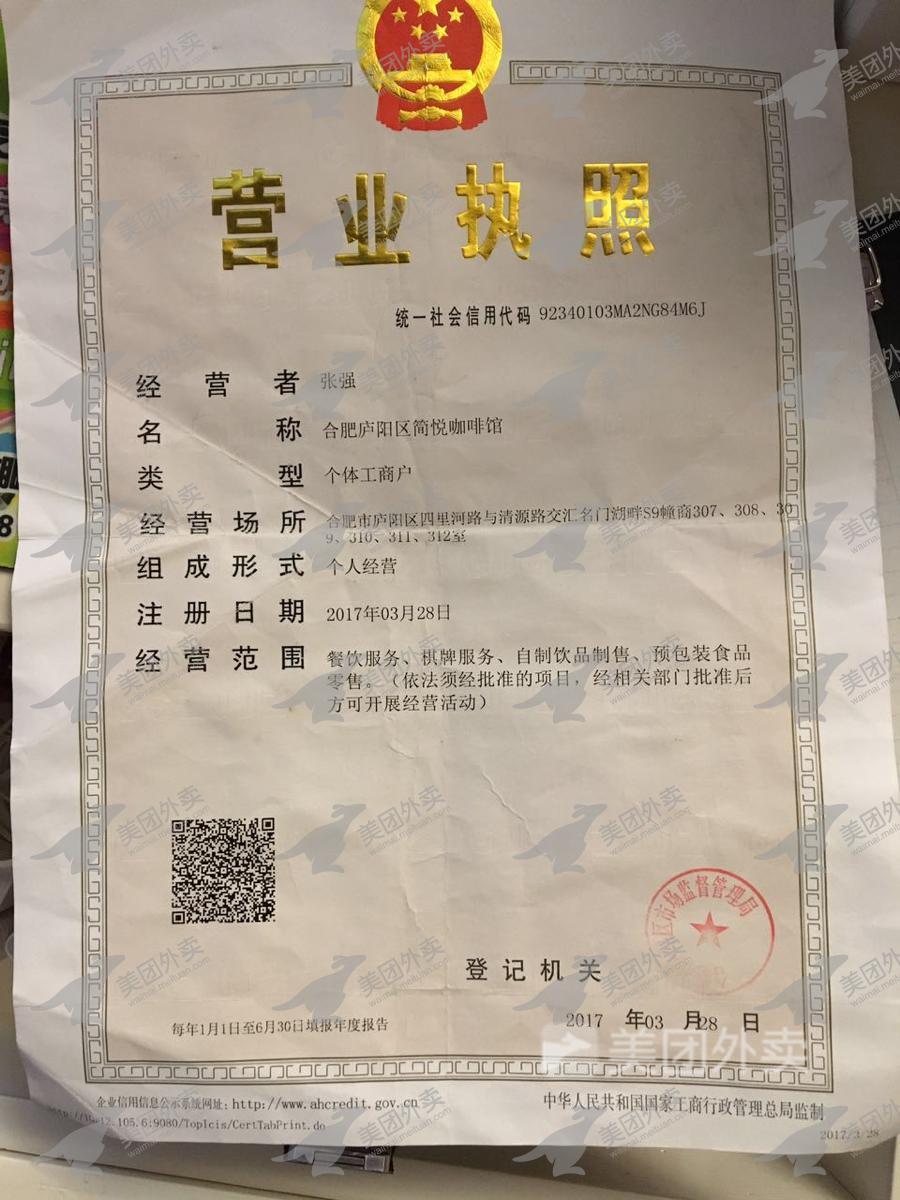 营业执照
统一社会信用代码 92340103MA2NG84M6J
经营者 张强
名称 合肥庐阳区简悦咖啡馆
类型 个体工商户
经营场所 合肥市庐阳区四里河路与清源路交汇名门湖畔S9幢商307、308、30
9、310、311、312室
组成形式 个人经营
注册日期 2017年03月28日
经营范围 餐饮服务、棋牌服务、自制饮品制售、预包装食品
零售。（依法须经批准的项目，经相关部门批准后
方可开展经营活动）
区市场监督管理局
登记机关
2017 年03 月28 日
每年1月1日至6月30日填报年度报告
企业信用信息公示系统网址：http://www.ahcredit.gov.cn
中华人民共和国国家工商行政管理总局监制
12.105.6:9080/TopIcis/CertTabPrint.do
2017/3/28
美团外卖
waimai.meituan.com